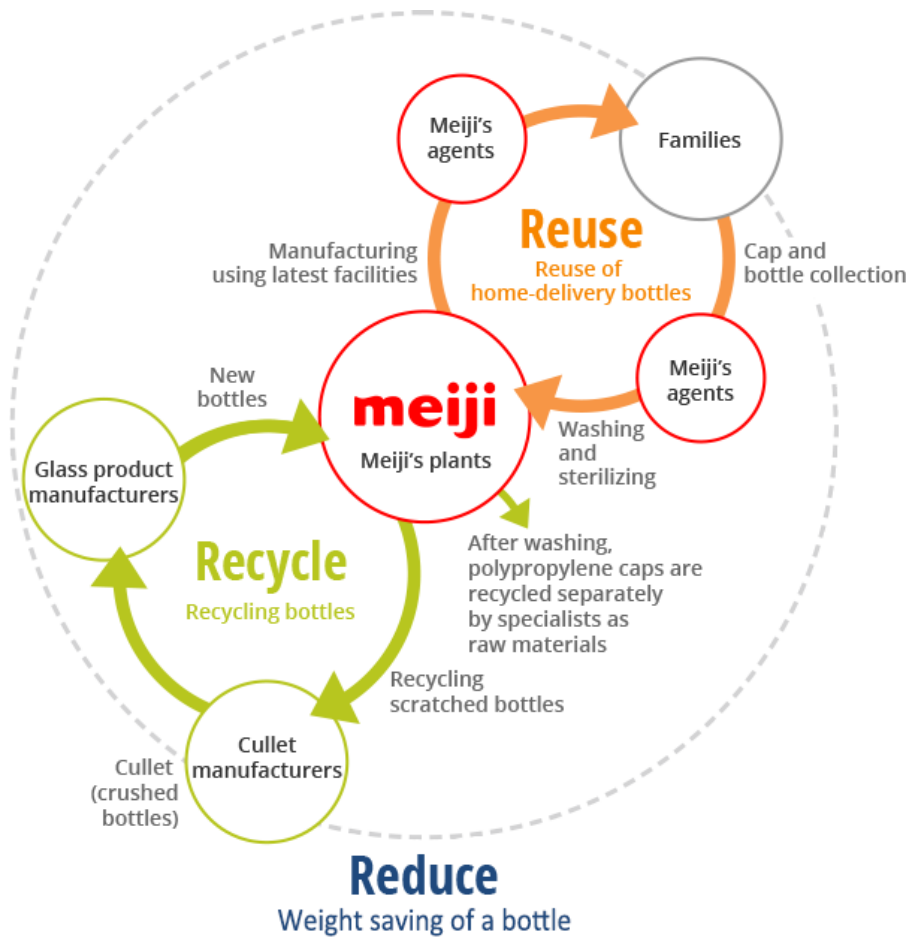 Meiji's
agents
Families
Reuse
Reuse of
home-delivery bottles
Manufacturing
using latest facilities
Cap and
bottle collection
Meiji's
agents
meiji
Meiji's plants
Washing
and
sterilizing
New
bottles
Glass product
manufacturers
After washing,
polypropylene caps are
recycled separately
by specialists as
raw materials
Recycle
Recycling bottles
Recycling
scratched bottles
Cullet
manufacturers
Cullet
(crushed
bottles)
Reduce
Weight saving of a bottle